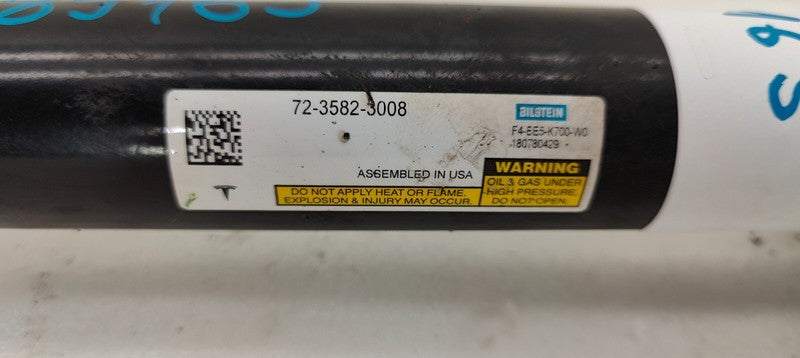 72-3582-3008
BILSTEIN
F4-EE5-K700-W0
180780429
ASSEMBLED IN USA
WARNING
OIL & GAS UNDER
HIGH PRESSURE.
DO NOT OPEN.
DO NOT APPLY HEAT OR FLAME.
EXPLOSION & INJURY MAY OCCUR.